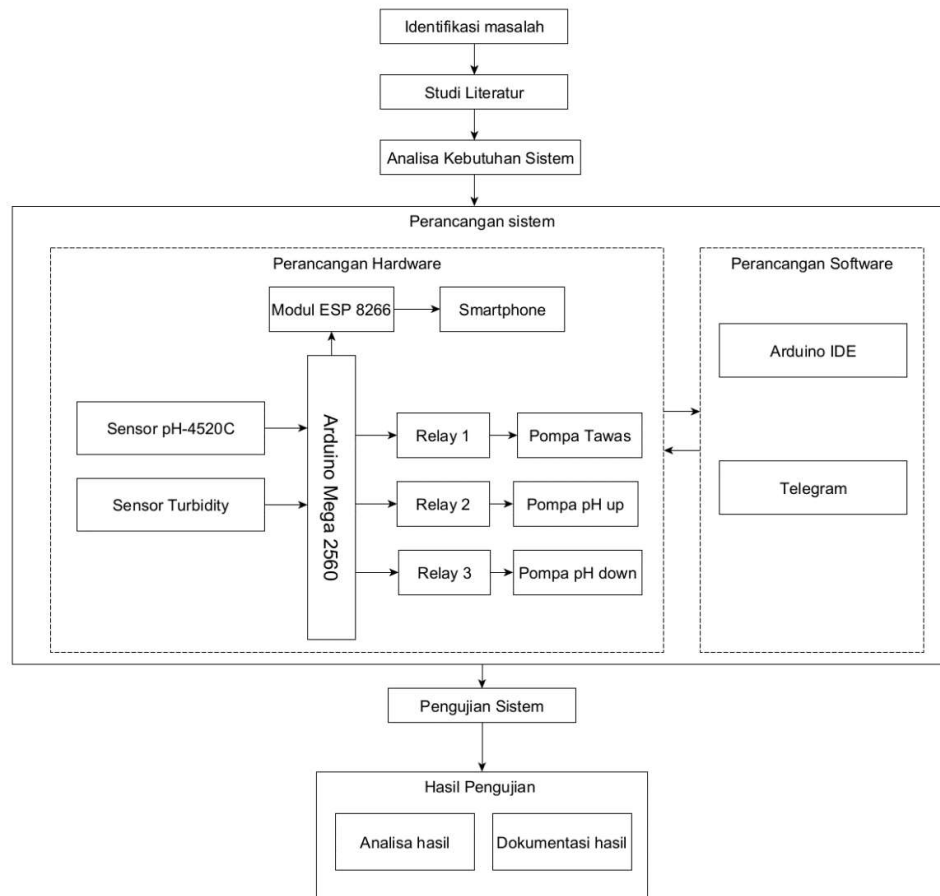 Identifikasi masalah
Studi Literatur
Analisa Kebutuhan Sistem
Perancangan sistem
Perancangan Hardware
Modul ESP 8266
Smartphone
Sensor pH-4520C
Sensor Turbidity
Arduino Mega 2560
Relay 1
Pompa Tawas
Relay 2
Pompa pH up
Relay 3
Pompa pH down
Perancangan Software
Arduino IDE
Telegram
Pengujian Sistem
Hasil Pengujian
Analisa hasil
Dokumentasi hasil